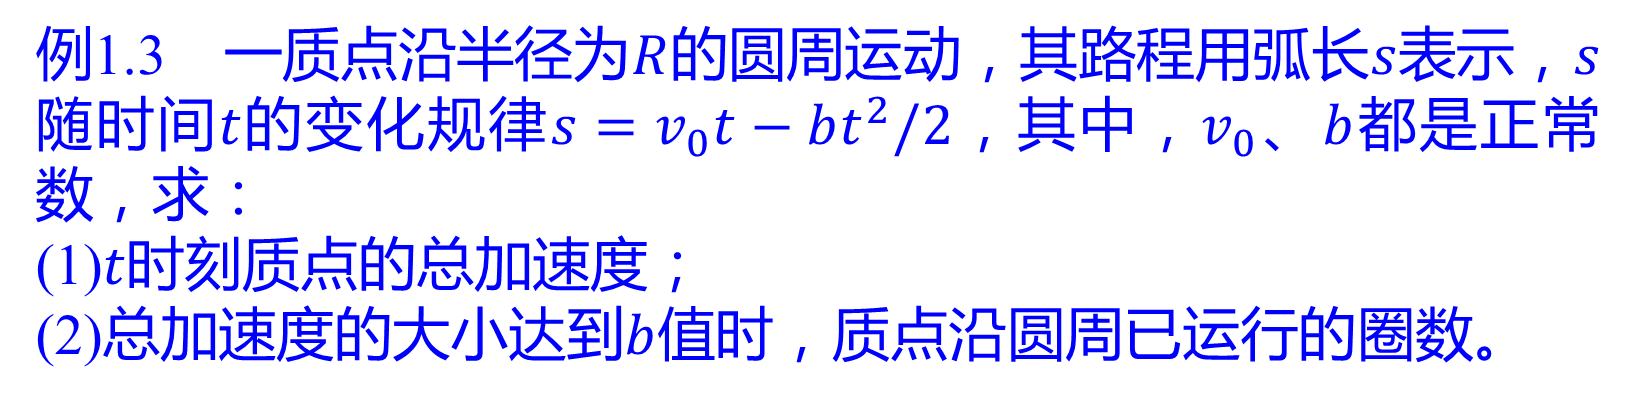 例1.3 一质点沿半径为R的圆周运动，其路程用弧长s表示，s
随时间t的变化规律s = v₀t − bt²/2，其中，v₀、b都是正常
数，求：
(1)t时刻质点的总加速度；
(2)总加速度的大小达到b值时，质点沿圆周已运行的圈数。